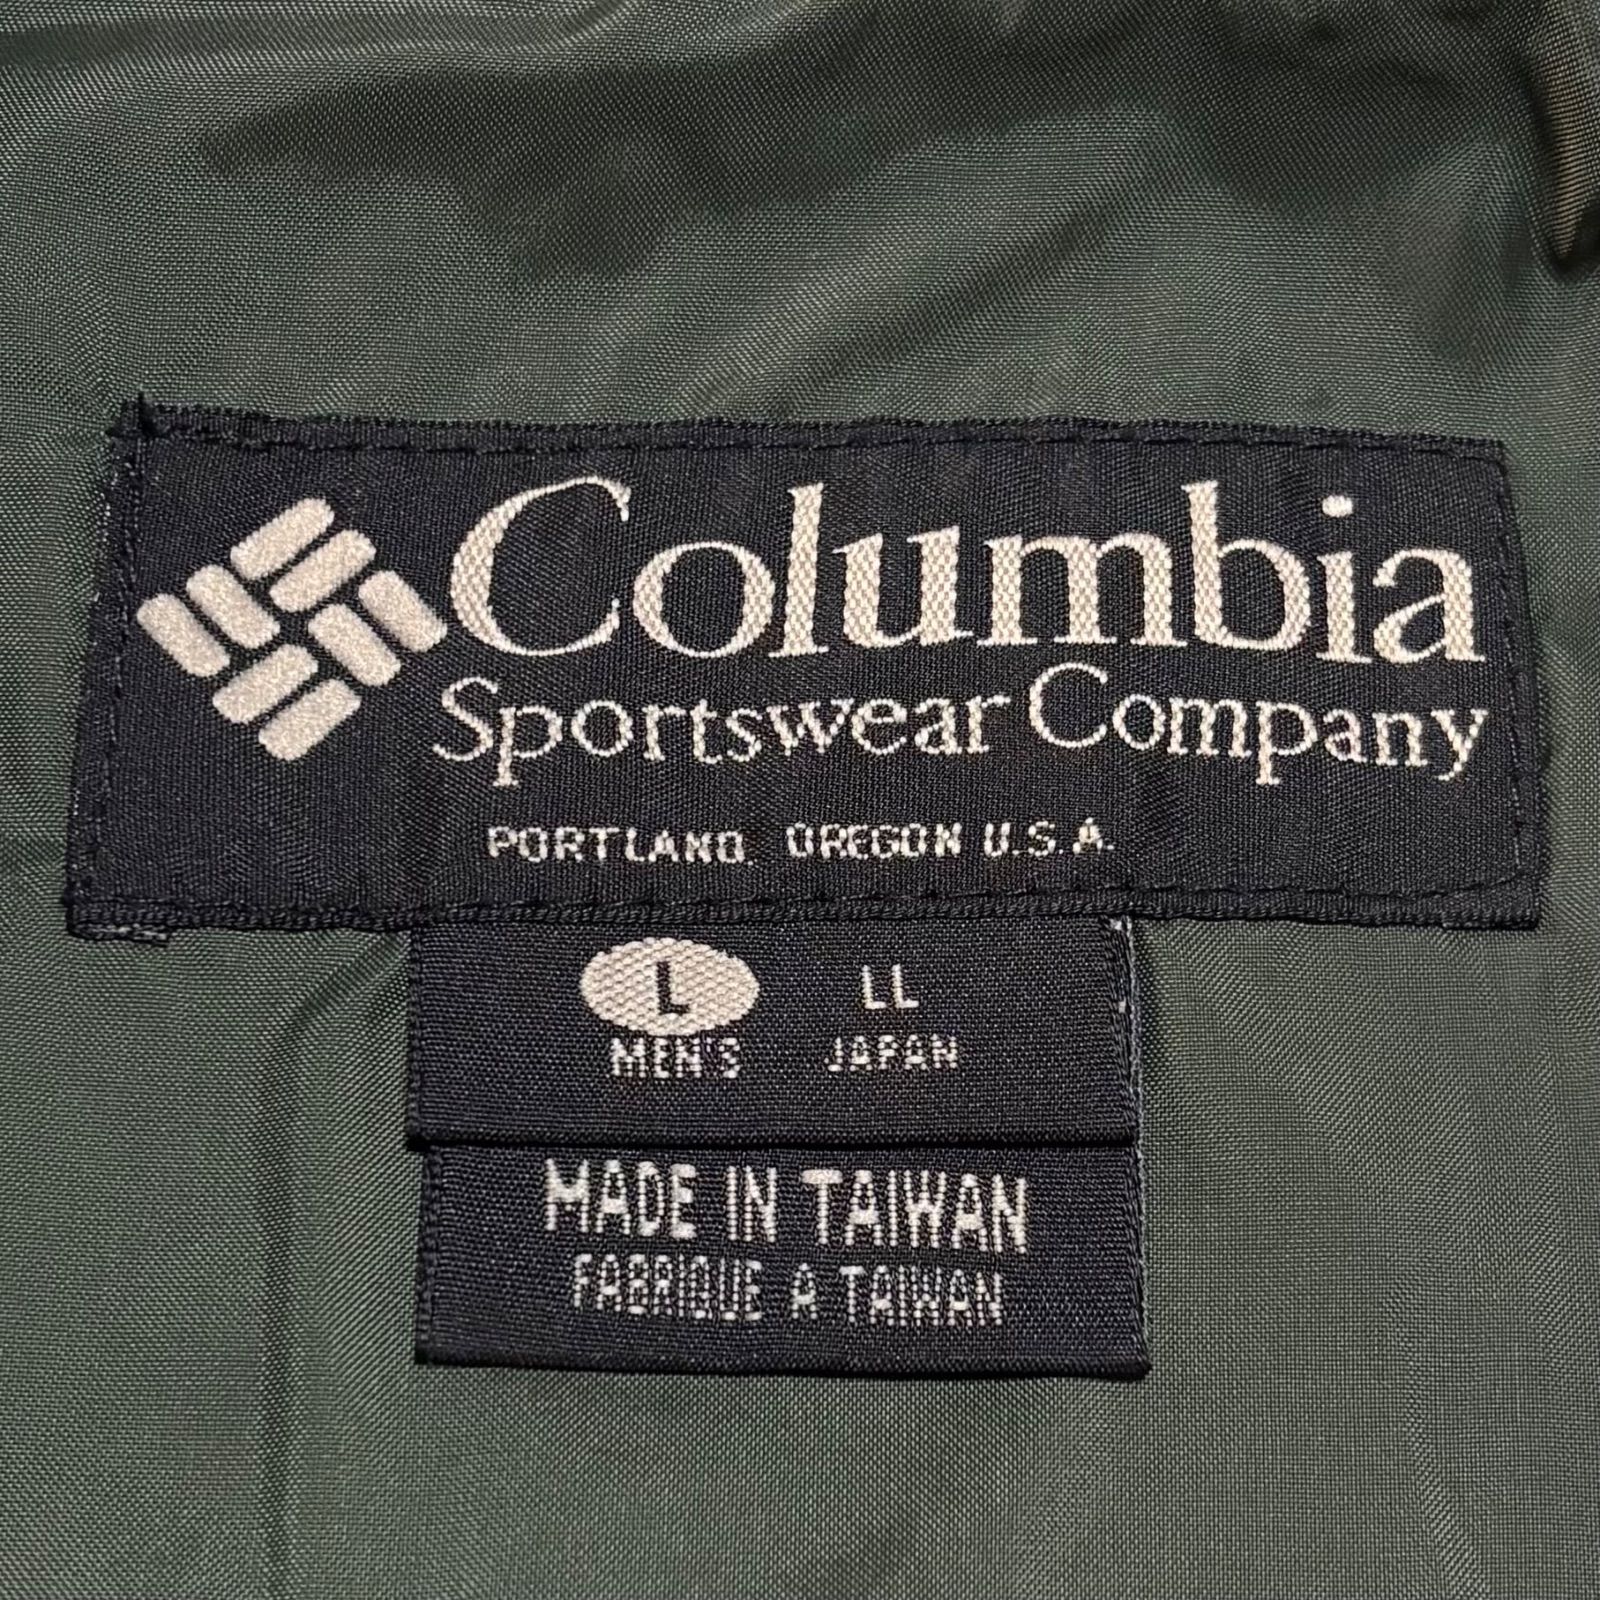 Columbia
Sportswear Company
PORTLAND, OREGON U.S.A.
L LL
MEN'S JAPAN
MADE IN TAIWAN
FABRIQUE A TAIWAN